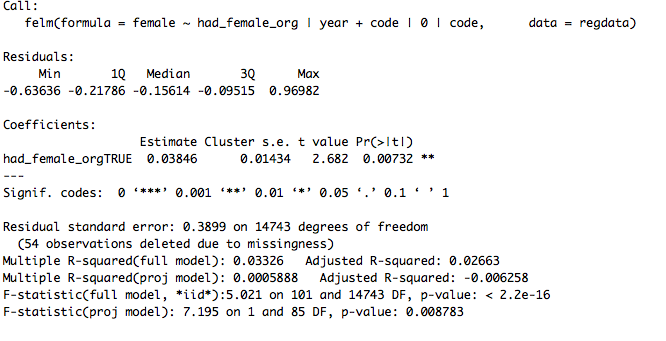 Call:
felm(formula = female ~ had_female_org | year + code | 0 | code,      data = regdata)
Residuals:
Min       1Q   Median       3Q      Max
-0.63636 -0.21786 -0.15614 -0.09515  0.96982
Coefficients:
Estimate Cluster s.e. t value Pr(>|t|)
had_female_orgTRUE  0.03846      0.01434   2.682  0.00732 **
---
Signif. codes:  0 ‘***’ 0.001 ‘**’ 0.01 ‘*’ 0.05 ‘.’ 0.1 ‘ ’ 1
Residual standard error: 0.3899 on 14743 degrees of freedom
(54 observations deleted due to missingness)
Multiple R-squared(full model): 0.03326   Adjusted R-squared: 0.02663
Multiple R-squared(proj model): 0.0005888   Adjusted R-squared: -0.006258
F-statistic(full model, *iid*):5.021 on 101 and 14743 DF, p-value: < 2.2e-16
F-statistic(proj model): 7.195 on 1 and 85 DF, p-value: 0.008783